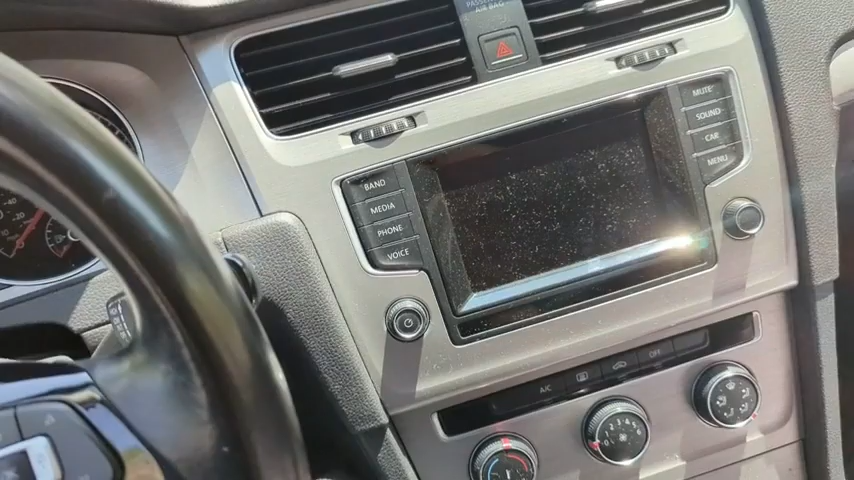 PASSENGER
AIR BAG
MUTE
SOUND
CAR
MENU
BAND
MEDIA
PHONE
VOICE
A/C
OFF